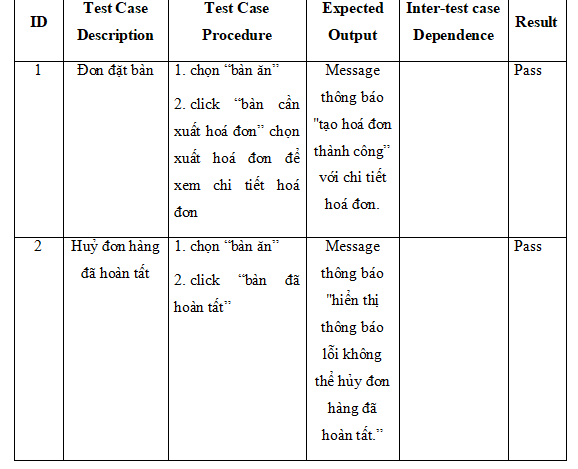 ID
Test Case
Description
Test Case
Procedure
Expected
Output
Inter-test case
Dependence
Result
1
Đơn đặt bàn
1. chọn “bàn ăn”
2. click “bàn cần
xuất hoá đơn” chọn
xuất hoá đơn để
xem chi tiết hoá
đơn
Message
thông báo
"tạo hoá đơn
thành công”
với chi tiết
hoá đơn.
Pass
2
Huỷ đơn hàng
đã hoàn tất
1. chọn “bàn ăn”
2. click “bàn đã
hoàn tất”
Message
thông báo
"hiển thị
thông báo
lỗi không
thể hủy đơn
hàng đã
hoàn tất.”
Pass